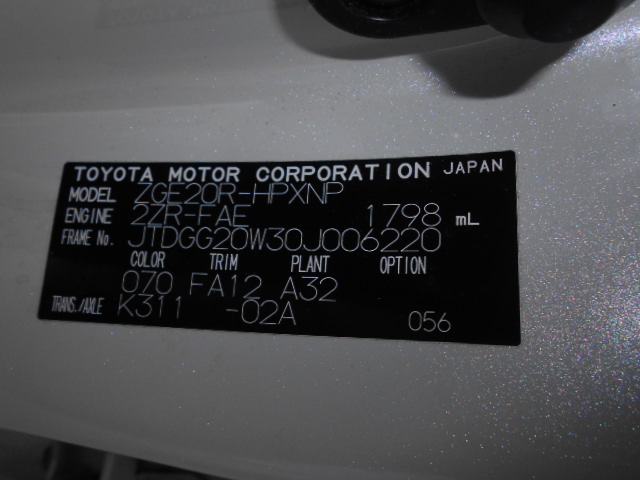 TOYOTA MOTOR CORPORATION JAPAN
MODEL ZGE20R-HPXNP
ENGINE 2ZR-FAE 1798 mL
FRAME No. JTDGG20W30J006220
COLOR TRIM PLANT OPTION
070 FA12 A32
TRANS./AXLE K311 -02A 056